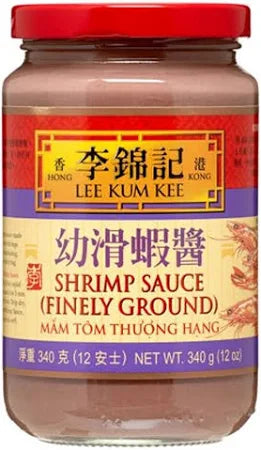 香 李錦記 港
HONG KONG
LEE KUM KEE
幼滑蝦醬
SHRIMP SAUCE
(FINELY GROUND)
MẮM TÔM THƯỢNG HẠNG
淨重 340 克 (12 安士) NET WT. 340 g (12 oz)
李